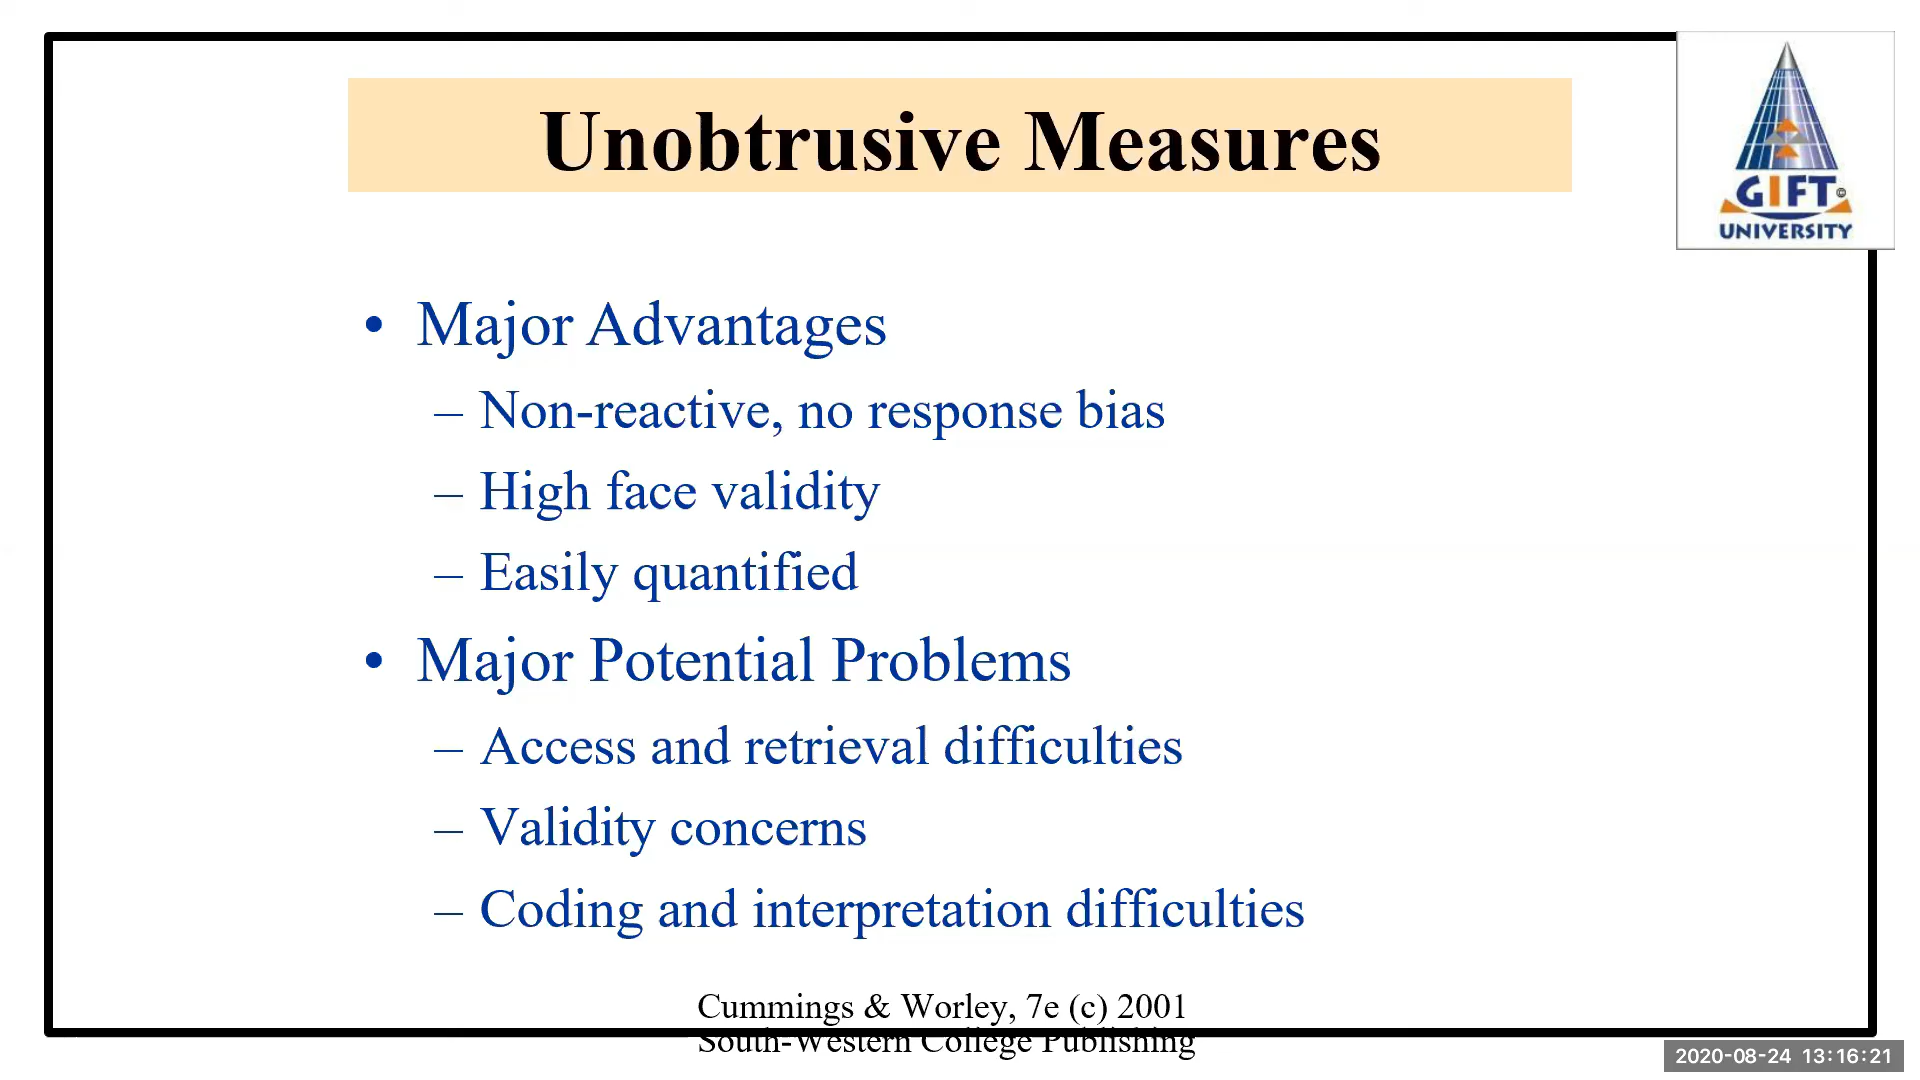 Unobtrusive Measures
GIFT
UNIVERSITY
• Major Advantages
– Non-reactive, no response bias
– High face validity
– Easily quantified
• Major Potential Problems
– Access and retrieval difficulties
– Validity concerns
– Coding and interpretation difficulties
Cummings & Worley, 7e (c) 2001
South-Western College Publishing
2020-08-24 13:16:21